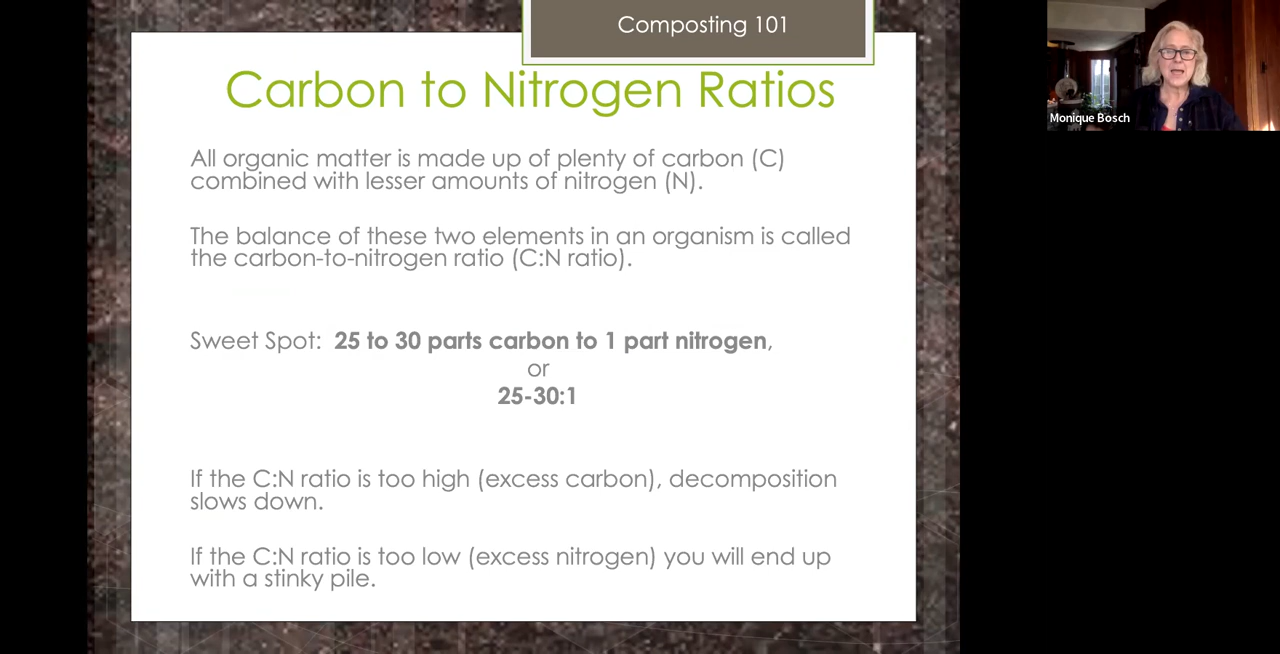 Composting 101
Carbon to Nitrogen Ratios
All organic matter is made up of plenty of carbon (C)
combined with lesser amounts of nitrogen (N).
The balance of these two elements in an organism is called
the carbon-to-nitrogen ratio (C:N ratio).
Sweet Spot:  25 to 30 parts carbon to 1 part nitrogen,
or
25-30:1
If the C:N ratio is too high (excess carbon), decomposition
slows down.
If the C:N ratio is too low (excess nitrogen) you will end up
with a stinky pile.
Monique Bosch